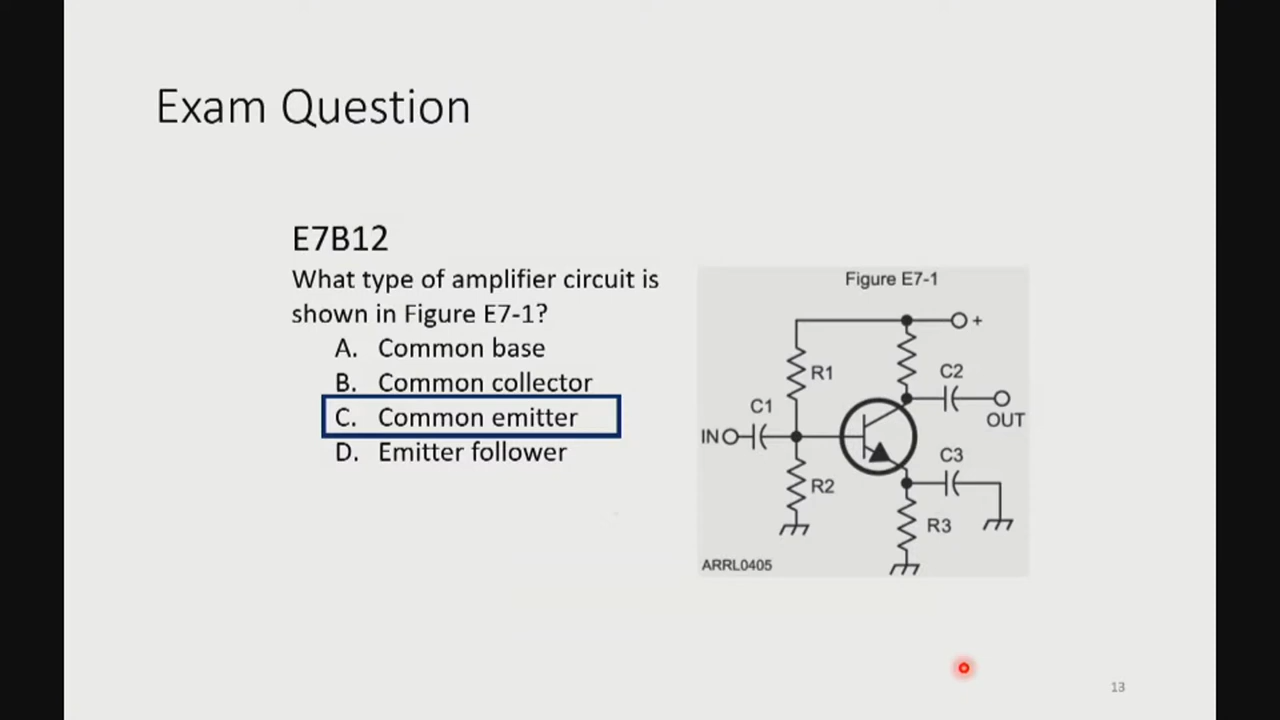 Exam Question
E7B12
What type of amplifier circuit is
shown in Figure E7-1?
A. Common base
B. Common collector
C. Common emitter
D. Emitter follower
Figure E7-1
+
R1
C2
C1
OUT
IN
C3
R2
R3
ARRL0405
13